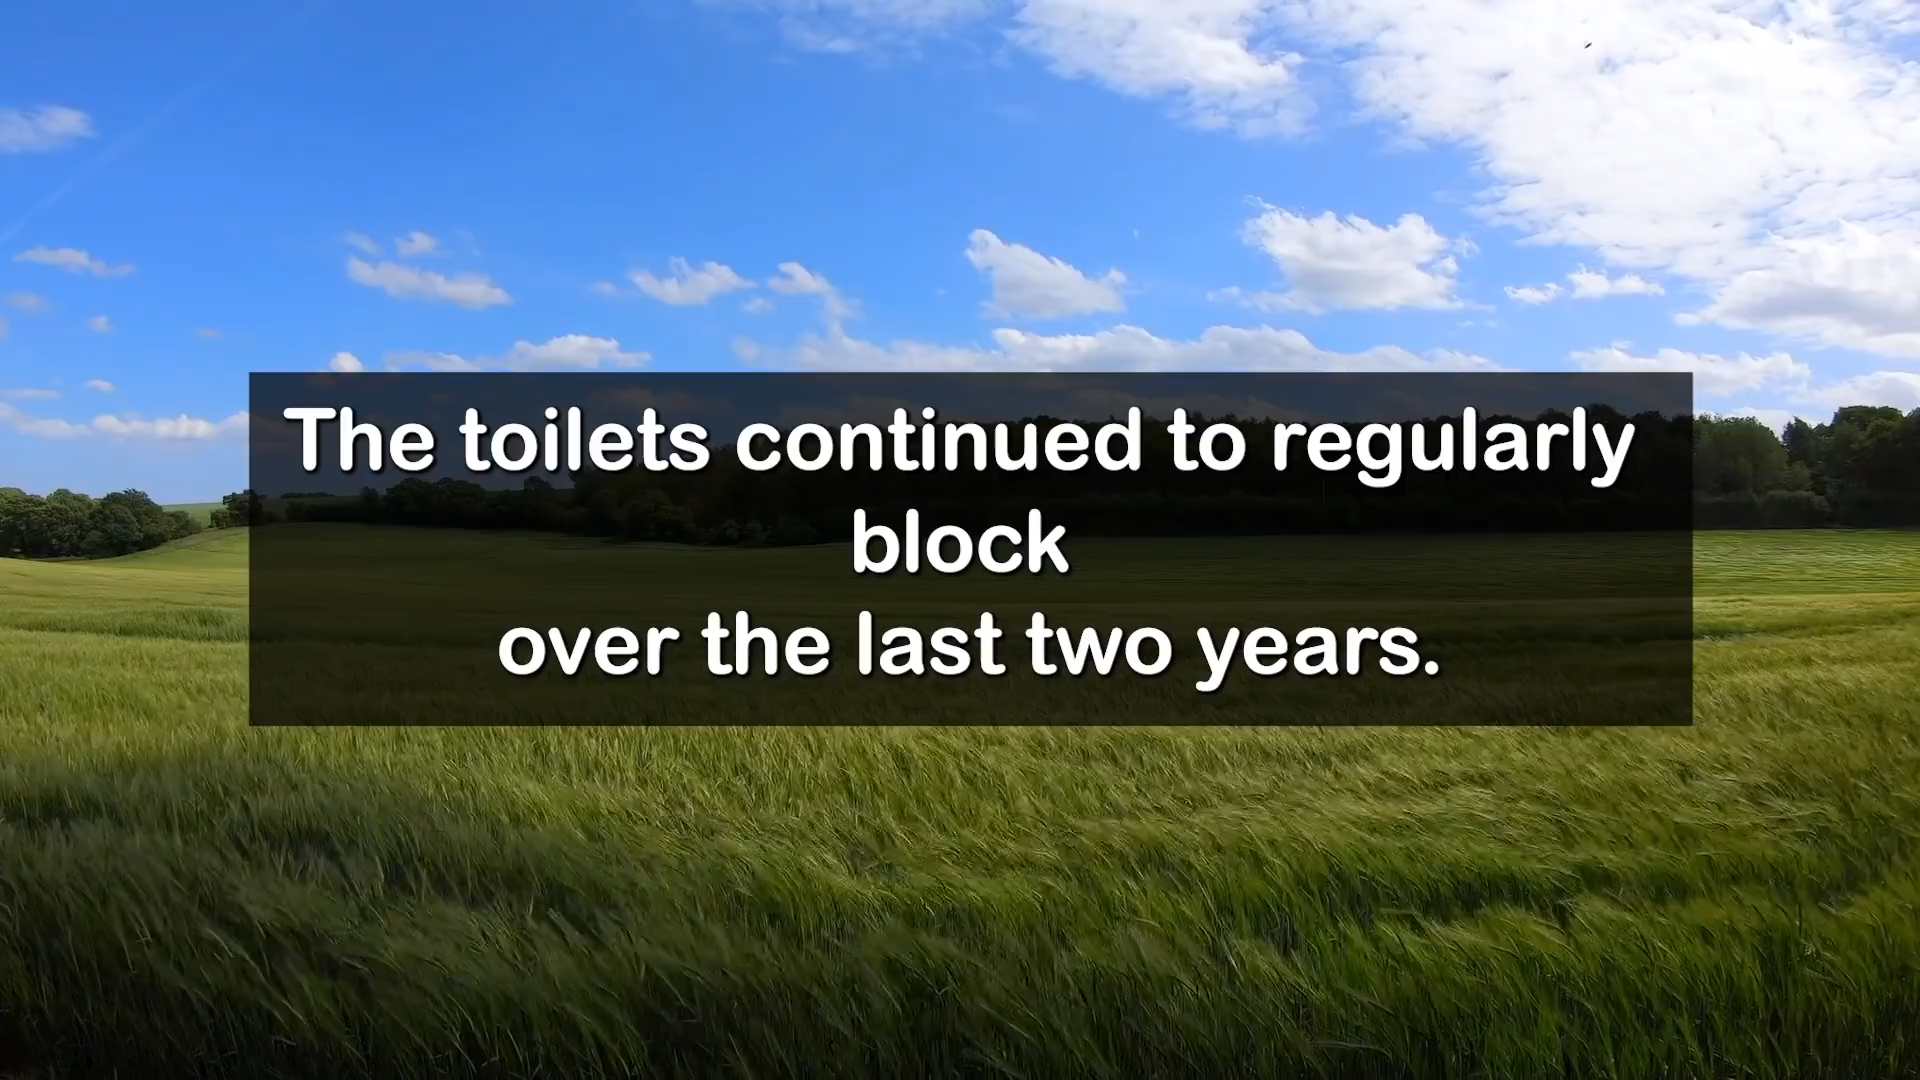 The toilets continued to regularly
block
over the last two years.